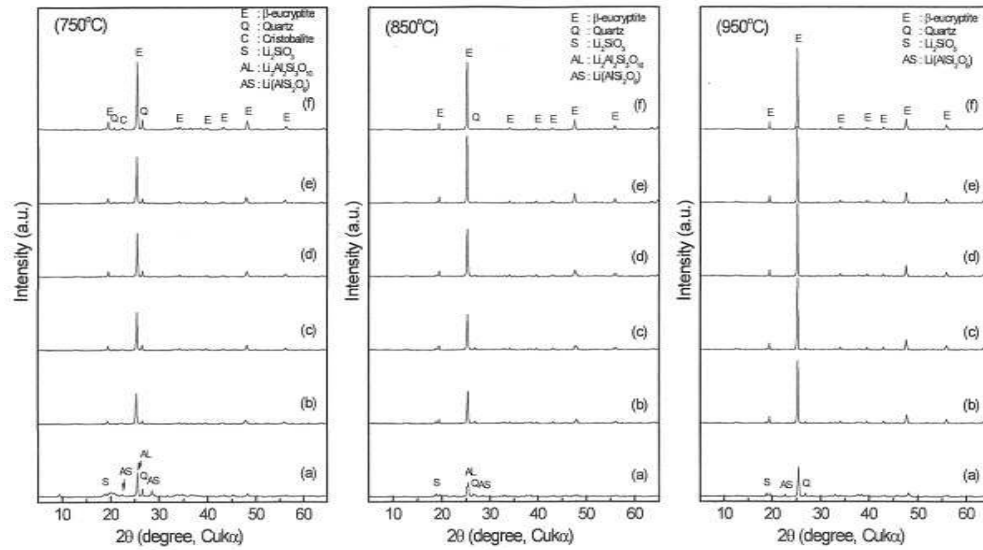 (750°C)
E : β-eucryptite
Q : Quartz
C : Cristobalite
S : Li₂SiO₃
AL : Li₂Al₂Si₃O₁₀
AS : Li(AlSi₂O₆)
E
E
Q
C
Q
E
E
E
E
E
(f)
(e)
(d)
(c)
(b)
(a)
S
AS
AL
Q
AS
Intensity (a.u.)
10 20 30 40 50 60
2θ (degree, Cukα)
(850°C)
E : β-eucryptite
Q : Quartz
S : Li₂SiO₃
AL : Li₂Al₂Si₃O₁₀
AS : Li(AlSi₂O₆)
E
E
Q
E
E
E
E
E
(f)
(e)
(d)
(c)
(b)
(a)
S
AL
Q
AS
Intensity (a.u.)
10 20 30 40 50 60
2θ (degree, Cukα)
(950°C)
E : β-eucryptite
Q : Quartz
S : Li₂SiO₃
AS : Li(AlSi₂O₆)
E
E
E
E
E
E
E
(f)
(e)
(d)
(c)
(b)
(a)
S
AS
Q
Intensity (a.u.)
10 20 30 40 50 60
2θ (degree, Cukα)